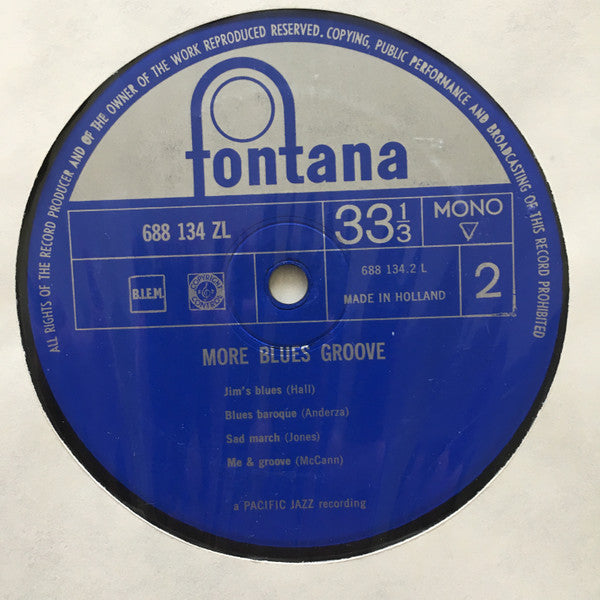 ALL RIGHTS OF THE RECORD PRODUCER AND OF THE OWNER OF THE WORK REPRODUCED RESERVED. COPYING, PUBLIC PERFORMANCE AND BROADCASTING OF THIS RECORD PROHIBITED
fontana
688 134 ZL
33 1/3
MONO
B.I.E.M.
COPYRIGHT CONTROL
688 134.2 L
MADE IN HOLLAND
2
MORE BLUES GROOVE
Jim's blues (Hall)
Blues baroque (Anderza)
Sad march (Jones)
Me & groove (McCann)
a PACIFIC JAZZ recording